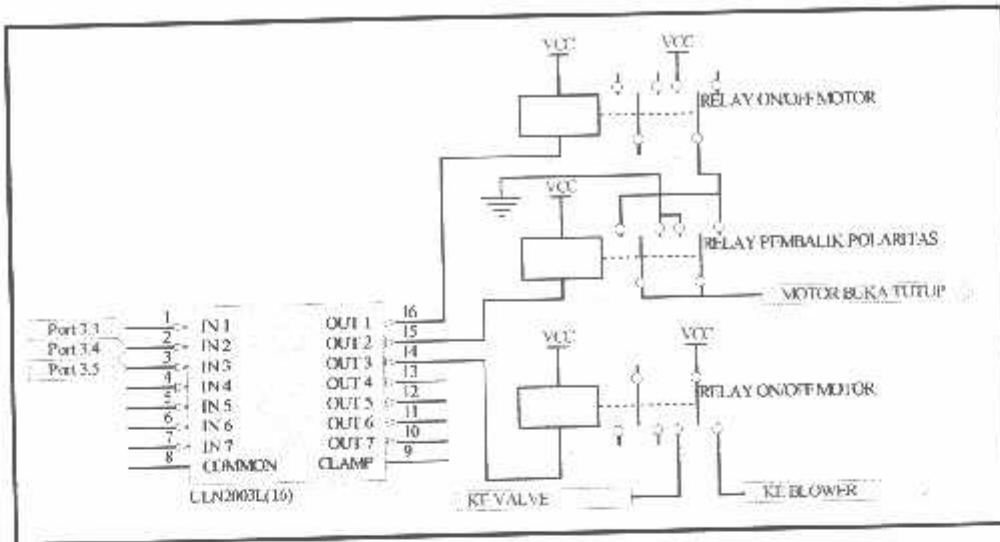 VCC
VCC
RELAY ON/OFF MOTOR
VCC
RELAY PEMBALIK POLARITAS
MOTOR BUKA TUTUP
Port 3.3
Port 3.4
Port 3.5
1
2
3
4
5
6
7
8
IN 1
IN 2
IN 3
IN 4
IN 5
IN 6
IN 7
COMMON
OUT 1
OUT 2
OUT 3
OUT 4
OUT 5
OUT 6
OUT 7
CLAMP
16
15
14
13
12
11
10
9
ULN2003L(16)
VCC
VCC
RELAY ON/OFF MOTOR
KE VALVE
KE BLOWER